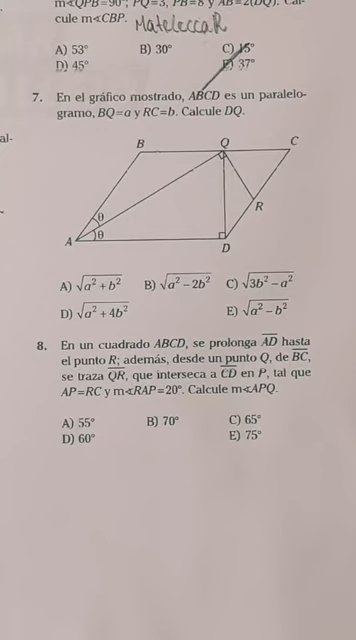 m∢QPB=90°; PQ=3, PB=8 y AB=2(DQ). Cal-
cule m∢CBP.
MateleccaR
A) 53° B) 30° C) 15°
D) 45° E) 37°
7. En el gráfico mostrado, ABCD es un paralelo-
gramo, BQ=a y RC=b. Calcule DQ.
al-
B Q C
θ
θ
R
A D
A) √a²+b² B) √a²−2b² C) √3b²−a²
D) √a²+4b² E) √a²−b²
8. En un cuadrado ABCD, se prolonga AD hasta
el punto R; además, desde un punto Q, de BC,
se traza QR, que interseca a CD en P, tal que
AP=RC y m∢RAP=20°. Calcule m∢APQ.
A) 55° B) 70° C) 65°
D) 60° E) 75°